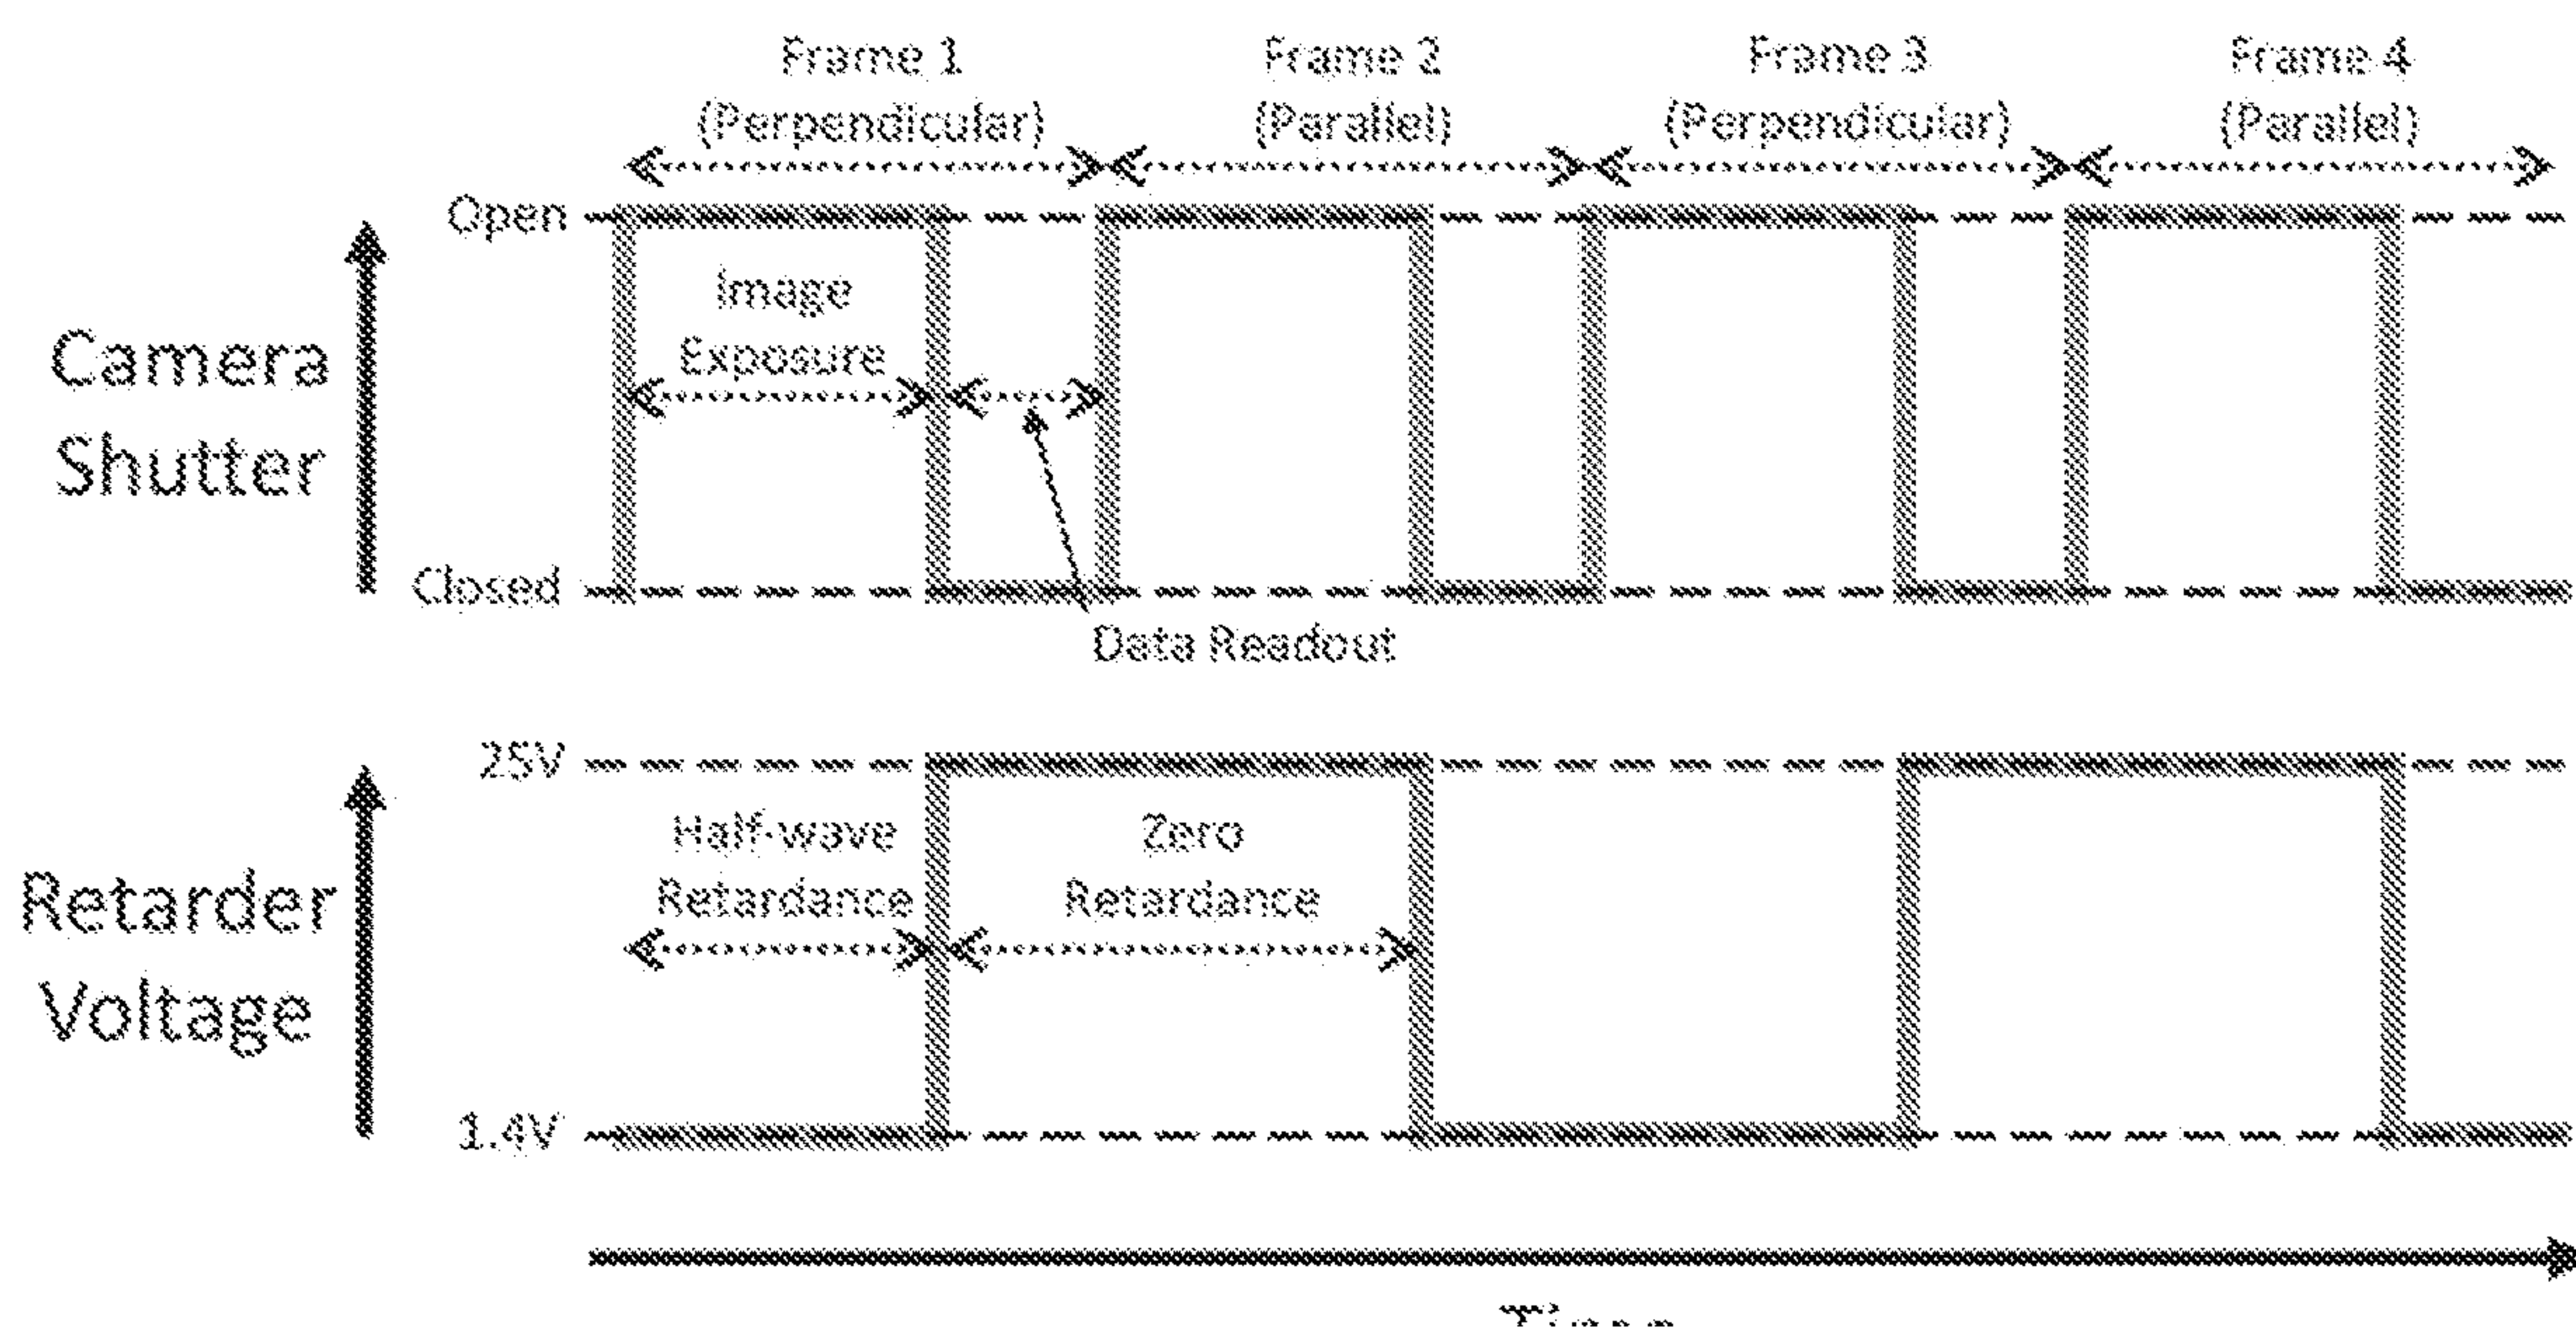 Frame 1
(Perpendicular)
Frame 2
(Parallel)
Frame 3
(Perpendicular)
Frame 4
(Parallel)
Open
Image
Exposure
Camera
Shutter
Closed
Data Readout
25V
Half-wave
Retardance
Zero
Retardance
Retarder
Voltage
1.4V